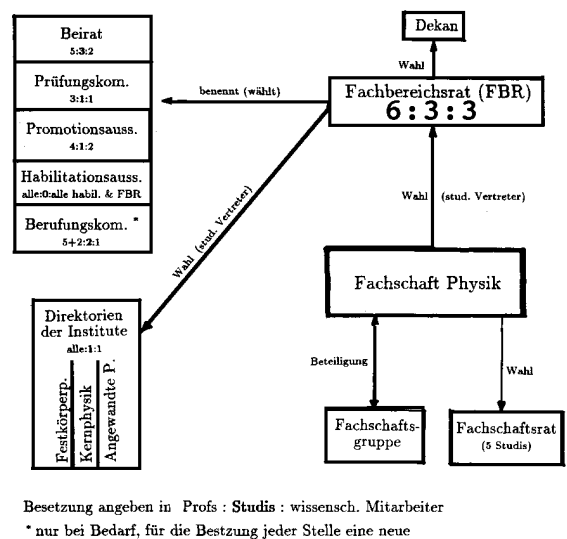 Beirat
5:3:2
Prüfungskom.
3:1:1
Promotionsauss.
4:1:2
Habilitationsauss.
alle:0:alle habil. & FBR
Berufungskom. *
5+2:2:1
benennt (wählt)
Dekan
Wahl
Fachbereichsrat (FBR)
6:3:3
Wahl (stud. Vertreter)
Wahl (stud. Vertreter)
Fachschaft Physik
Direktorien
der Institute
alle:1:1
Festkörperp.
Kernphysik
Angewandte P.
Beteiligung
Wahl
Fachschafts-
gruppe
Fachschaftsrat
(5 Studis)
Besetzung angeben in Profs : Studis : wissensch. Mitarbeiter
* nur bei Bedarf, für die Bestzung jeder Stelle eine neue